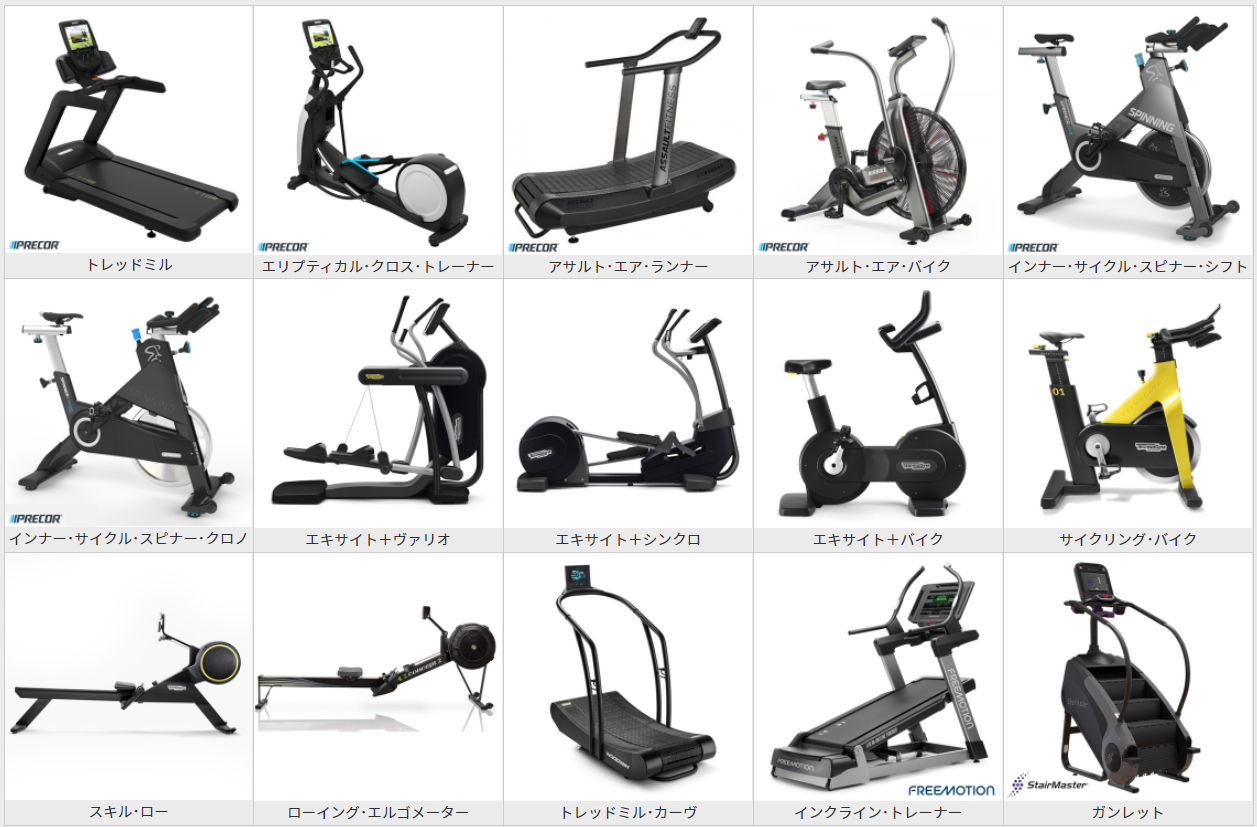 PRECOR
PRECOR
ASSAULTFITNESS
PRECOR
PRECOR
SPINNING
PRECOR
トレッドミル
エリプティカル･クロス･トレーナー
アサルト･エア･ランナー
アサルト･エア･バイク
インナー･サイクル･スピナー･シフト
PRECOR
01
インナー･サイクル･スピナー･クロノ
エキサイト＋ヴァリオ
エキサイト＋シンクロ
エキサイト＋バイク
サイクリング･バイク
concept 2
FREEMOTION
FREEMOTION
FREEMOTION
StairMaster
StairMaster
スキル･ロー
ローイング･エルゴメーター
トレッドミル･カーヴ
インクライン･トレーナー
ガンレット